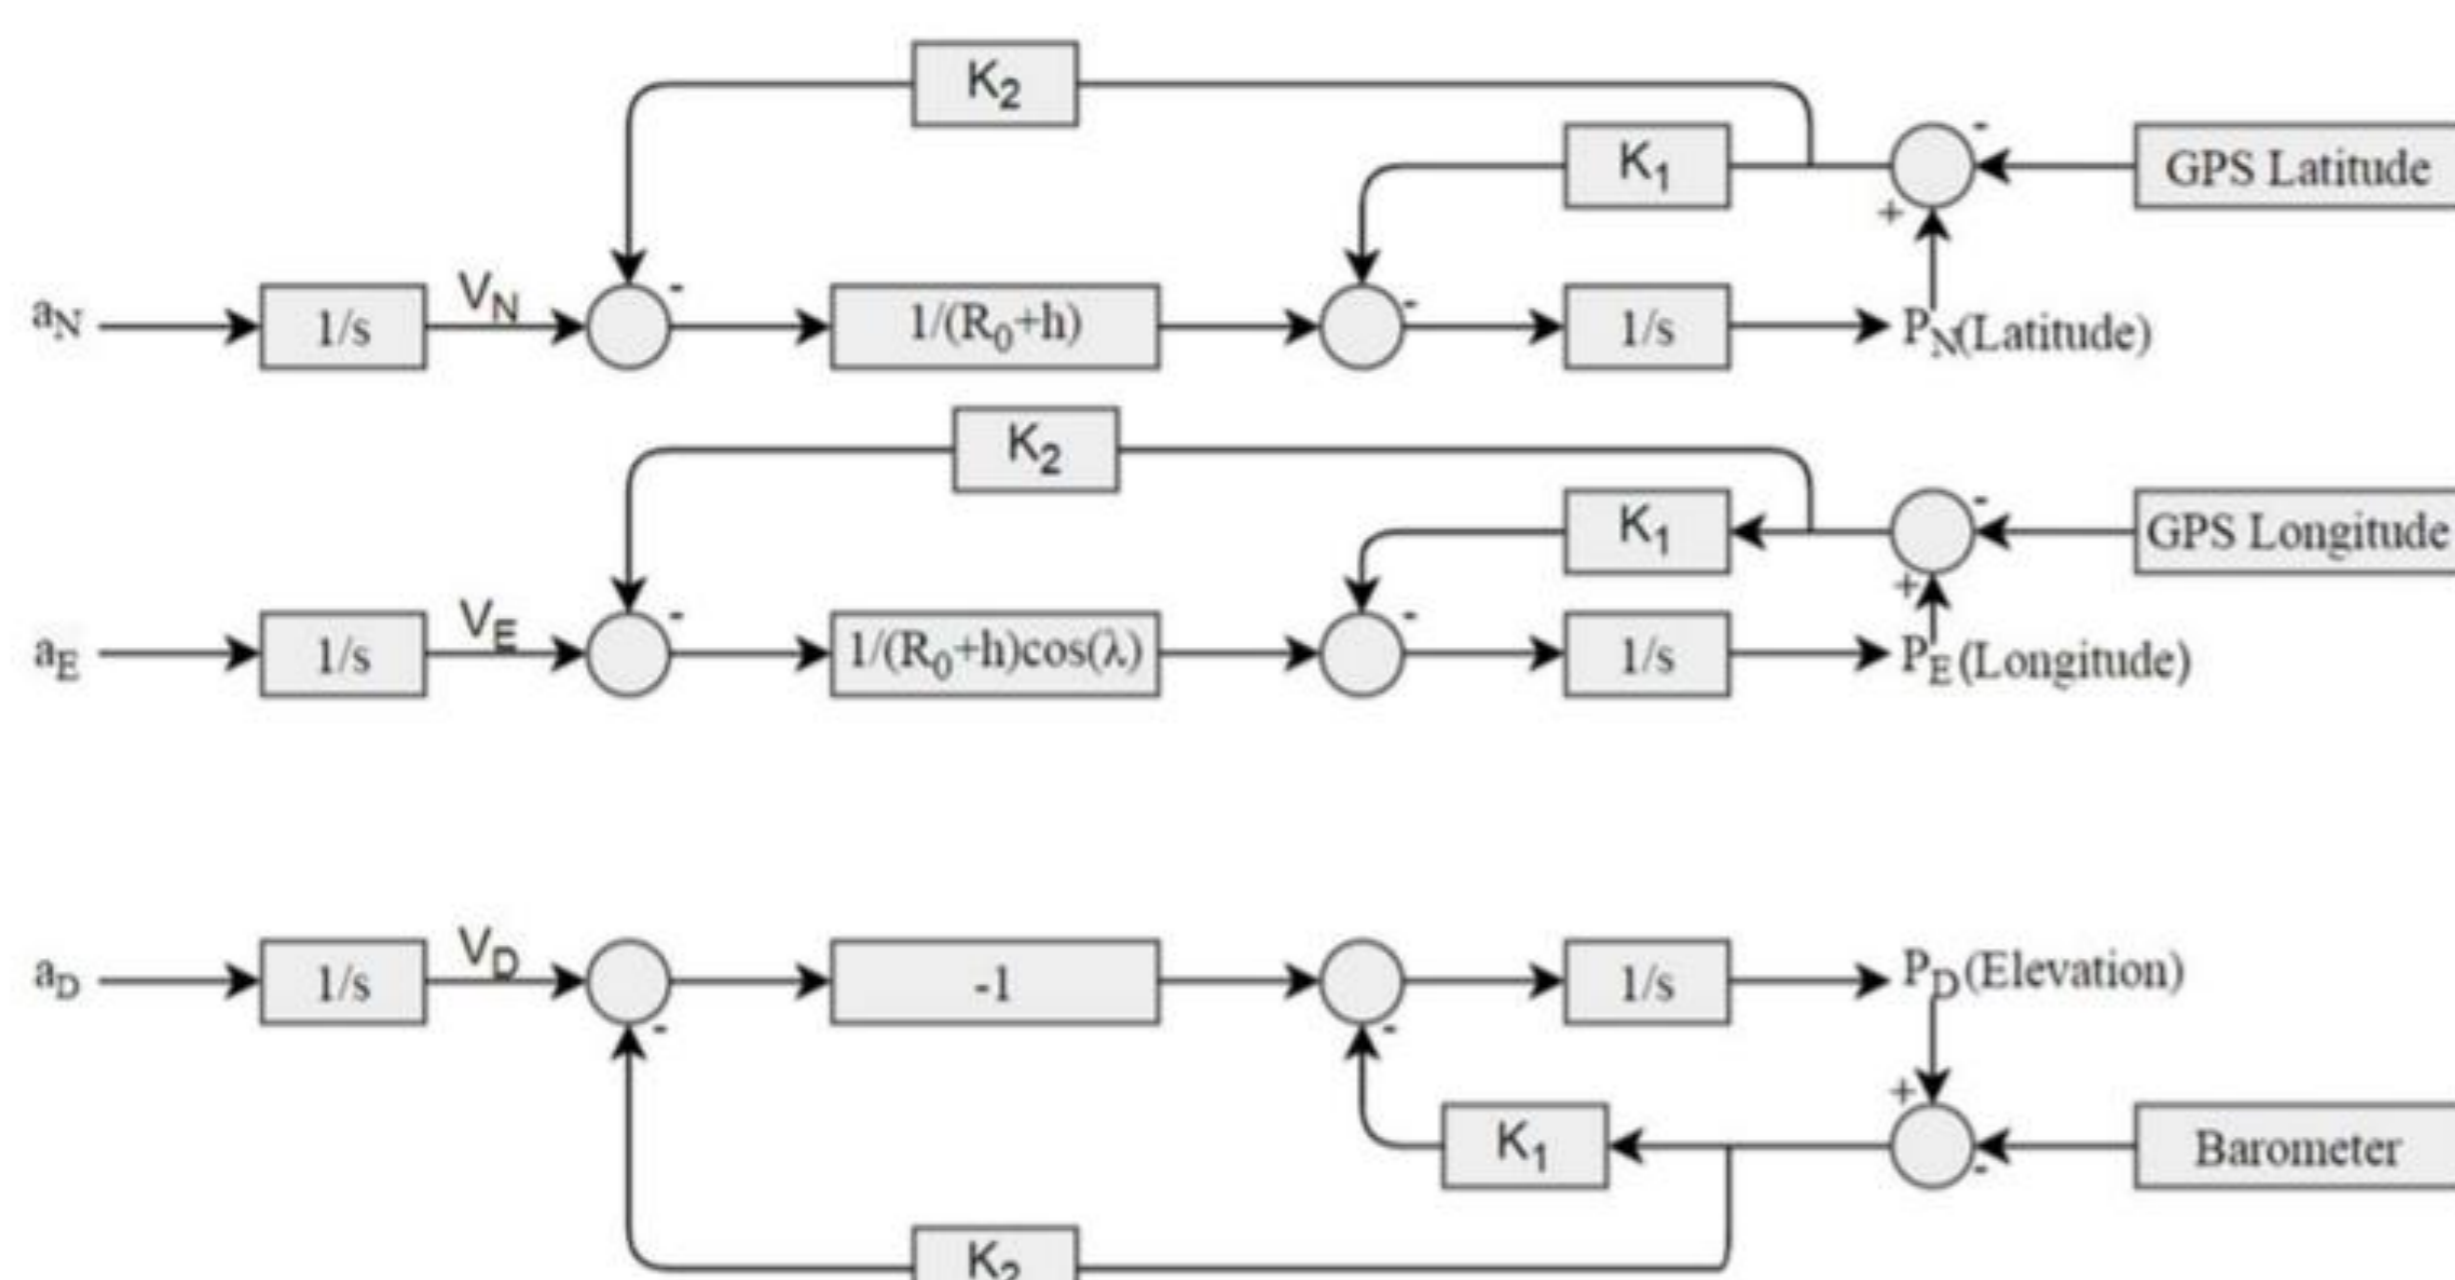 K2
K1
GPS Latitude
-
+
aN
1/s
VN
-
1/(R0+h)
-
1/s
PN(Latitude)
K2
K1
GPS Longitude
-
+
aE
1/s
VE
-
1/(R0+h)cos(λ)
-
1/s
PE(Longitude)
aD
1/s
VD
-
-1
-
1/s
PD(Elevation)
+
K1
-
Barometer
K2